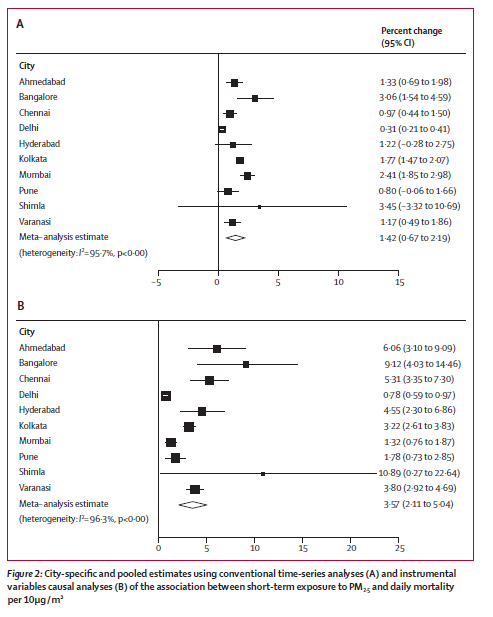 A
Percent change
(95% CI)
City
Ahmedabad 1·33 (0·69 to 1·98)
Bangalore 3·06 (1·54 to 4·59)
Chennai 0·97 (0·44 to 1·50)
Delhi 0·31 (0·21 to 0·41)
Hyderabad 1·22 (−0·28 to 2·75)
Kolkata 1·77 (1·47 to 2·07)
Mumbai 2·41 (1·85 to 2·98)
Pune 0·80 (−0·06 to 1·66)
Shimla 3·45 (−3·32 to 10·69)
Varanasi 1·17 (0·49 to 1·86)
Meta–analysis estimate 1·42 (0·67 to 2·19)
(heterogeneity: I²=95·7%, p<0·00)
−5 0 5 10 15
B
City
Ahmedabad 6·06 (3·10 to 9·09)
Bangalore 9·12 (4·03 to 14·46)
Chennai 5·31 (3·35 to 7·30)
Delhi 0·78 (0·59 to 0·97)
Hyderabad 4·55 (2·30 to 6·86)
Kolkata 3·22 (2·61 to 3·83)
Mumbai 1·32 (0·76 to 1·87)
Pune 1·78 (0·73 to 2·85)
Shimla 10·89 (0·27 to 22·64)
Varanasi 3·80 (2·92 to 4·69)
Meta–analysis estimate 3·57 (2·11 to 5·04)
(heterogeneity: I²=96·3%, p<0·00)
0 5 10 15 20 25
Figure 2: City-specific and pooled estimates using conventional time-series analyses (A) and instrumental
variables causal analyses (B) of the association between short-term exposure to PM₂·₅ and daily mortality
per 10µg/m³